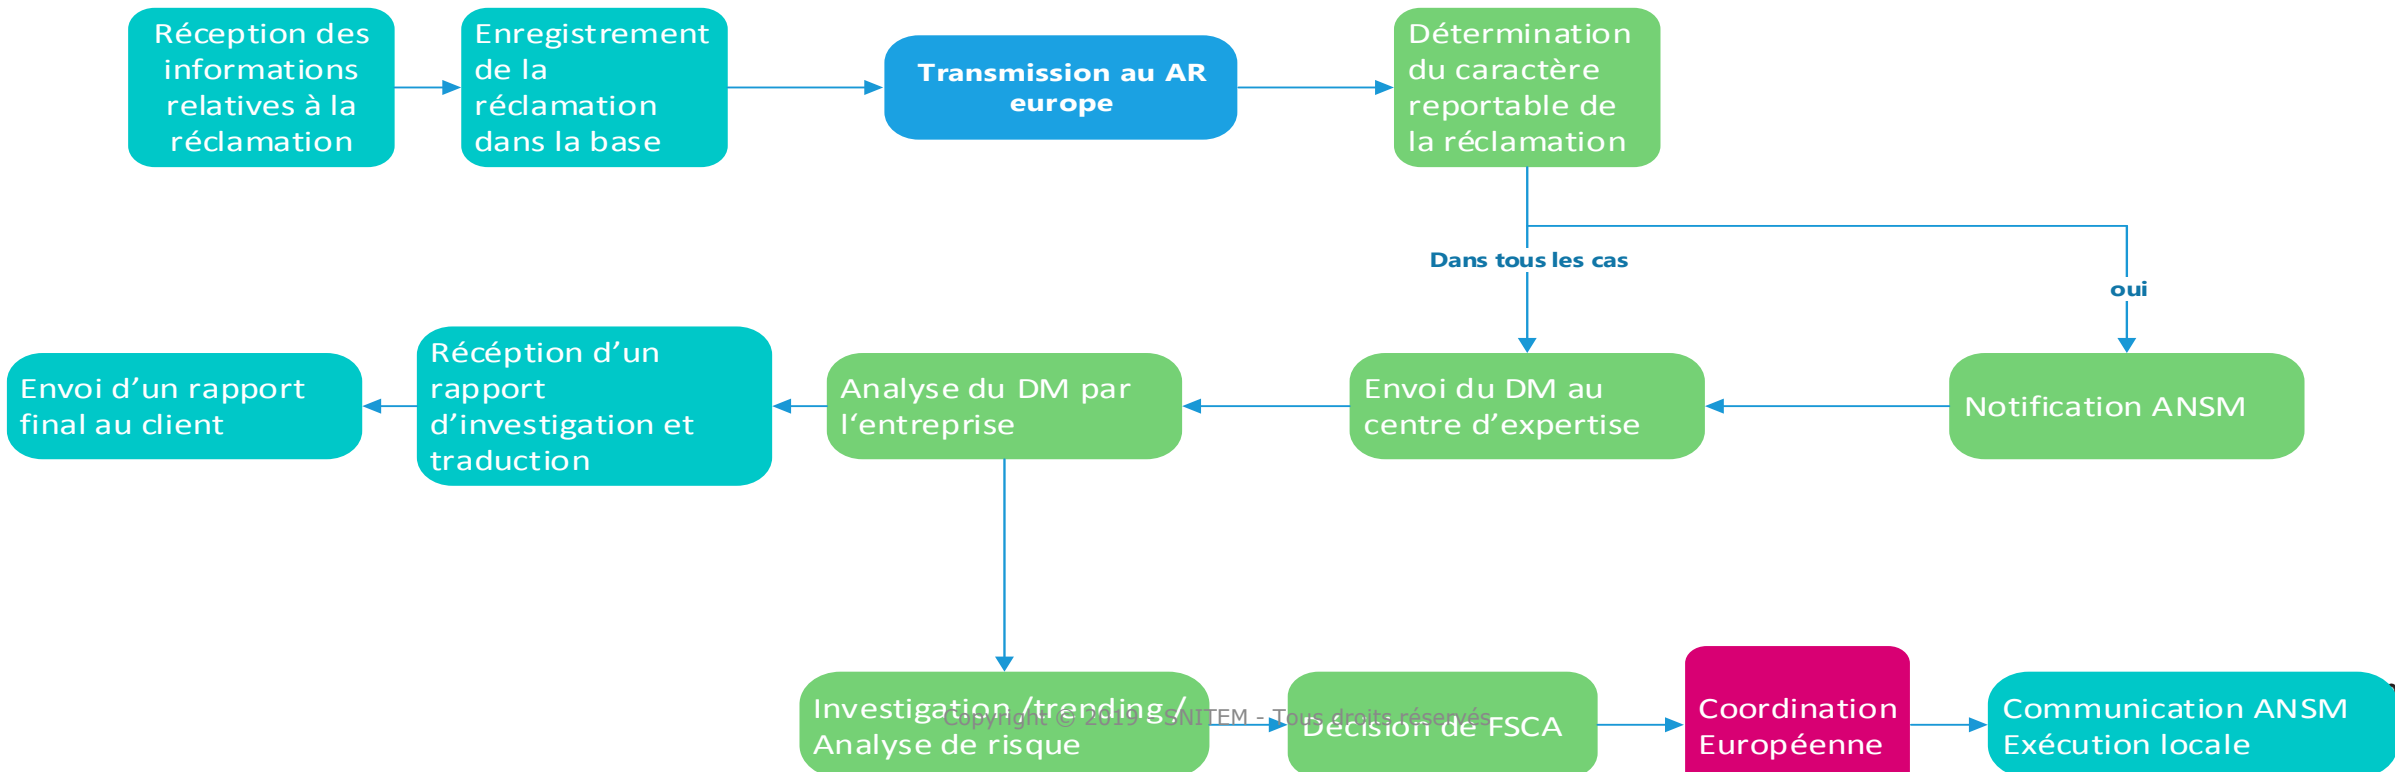 Réception des
informations
relatives à la
réclamation
Enregistrement
de la
réclamation
dans la base
Transmission au AR
europe
Détermination
du caractère
reportable de
la réclamation
Dans tous les cas
oui
Envoi d’un rapport
final au client
Récéption d’un
rapport
d’investigation et
traduction
Analyse du DM par
l‘entreprise
Envoi du DM au
centre d’expertise
Notification ANSM
Investigation /trending /
Analyse de risque
Décision de FSCA
Coordination
Européenne
Communication ANSM
Exécution locale
Copyright © 2019 - SNITEM - Tous droits réservés